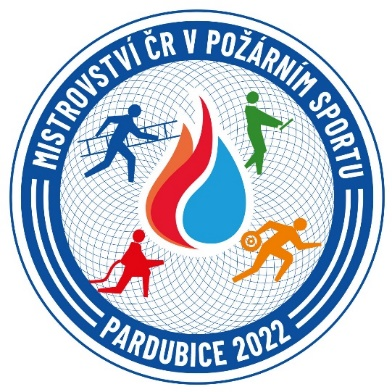 MISTROVSTVÍ ČR V POŽÁRNÍM SPORTU
PARDUBICE 2022